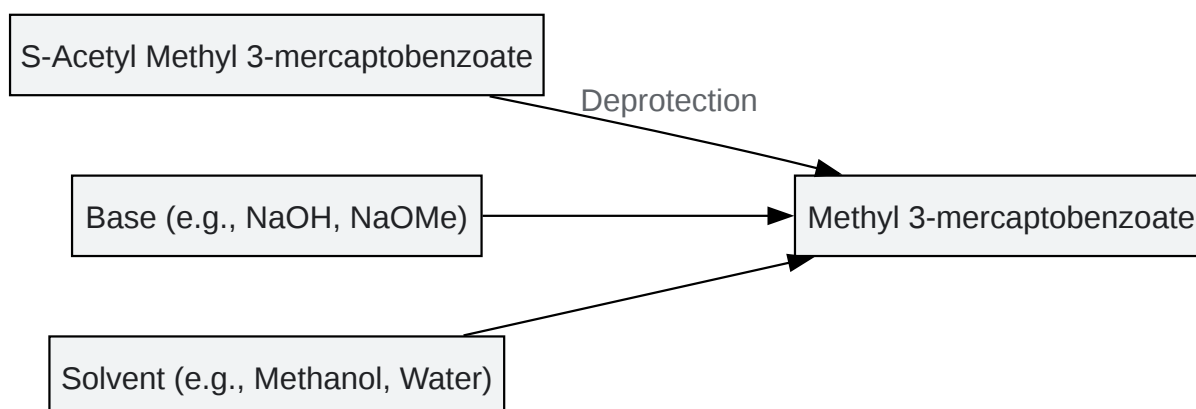 S-Acetyl Methyl 3-mercaptobenzoate
Deprotection
Base (e.g., NaOH, NaOMe)
Methyl 3-mercaptobenzoate
Solvent (e.g., Methanol, Water)